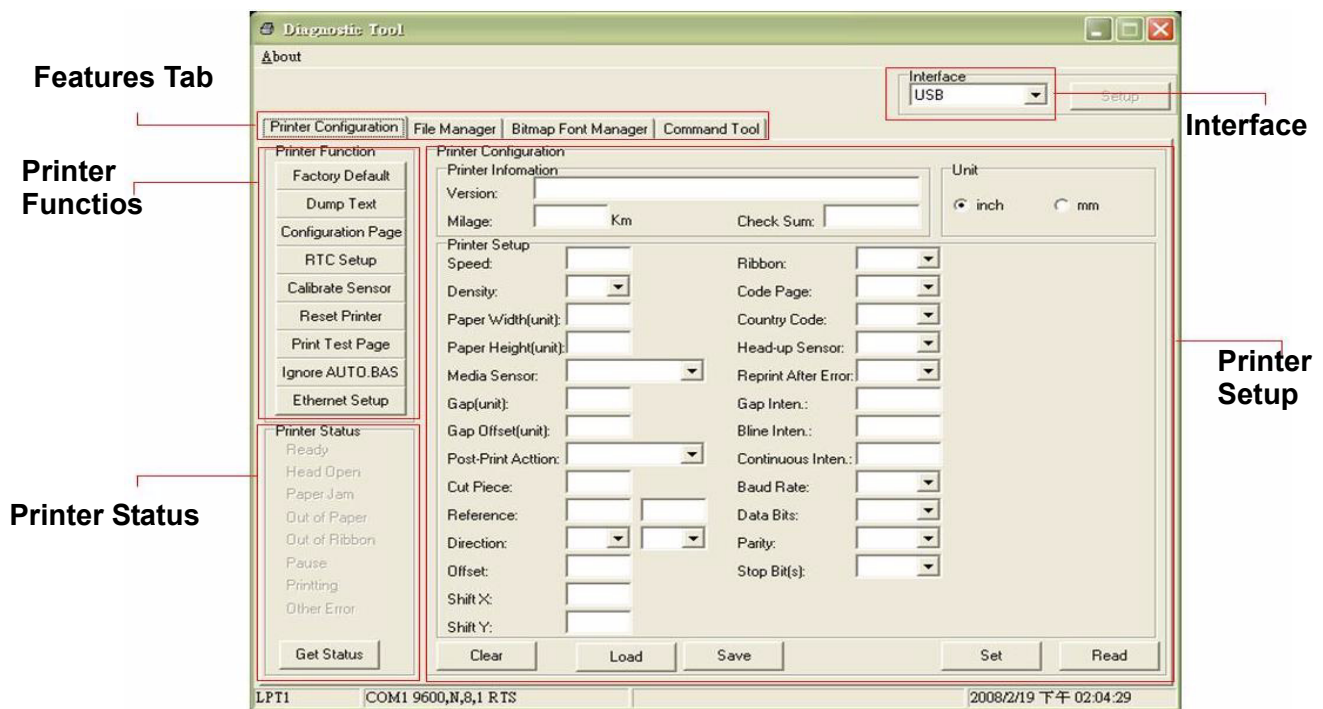 Diagnostic Tool
About
Features Tab
Interface
USB
Setup
Interface
Printer Configuration
File Manager
Bitmap Font Manager
Command Tool
Printer
Functios
Printer Function
Factory Default
Dump Text
Configuration Page
RTC Setup
Calibrate Sensor
Reset Printer
Print Test Page
Ignore AUTO.BAS
Ethernet Setup
Printer Status
Printer Status
Ready
Head Open
Paper Jam
Out of Paper
Out of Ribbon
Pause
Printting
Other Error
Get Status
Printer Configuration
Printer Infomation
Version:
Milage: Km
Check Sum:
Unit
inch
mm
Printer Setup
Speed:
Density:
Paper Width(unit):
Paper Height(unit):
Media Sensor:
Gap(unit):
Gap Offset(unit):
Post-Print Acttion:
Cut Piece:
Reference:
Direction:
Offset:
Shift X:
Shift Y:
Ribbon:
Code Page:
Country Code:
Head-up Sensor:
Reprint After Error:
Gap Inten.:
Bline Inten.:
Continuous Inten.:
Baud Rate:
Data Bits:
Parity:
Stop Bit(s):
Printer
Setup
Clear
Load
Save
Set
Read
LPT1
COM1 9600,N,8,1 RTS
2008/2/19 下午 02:04:29